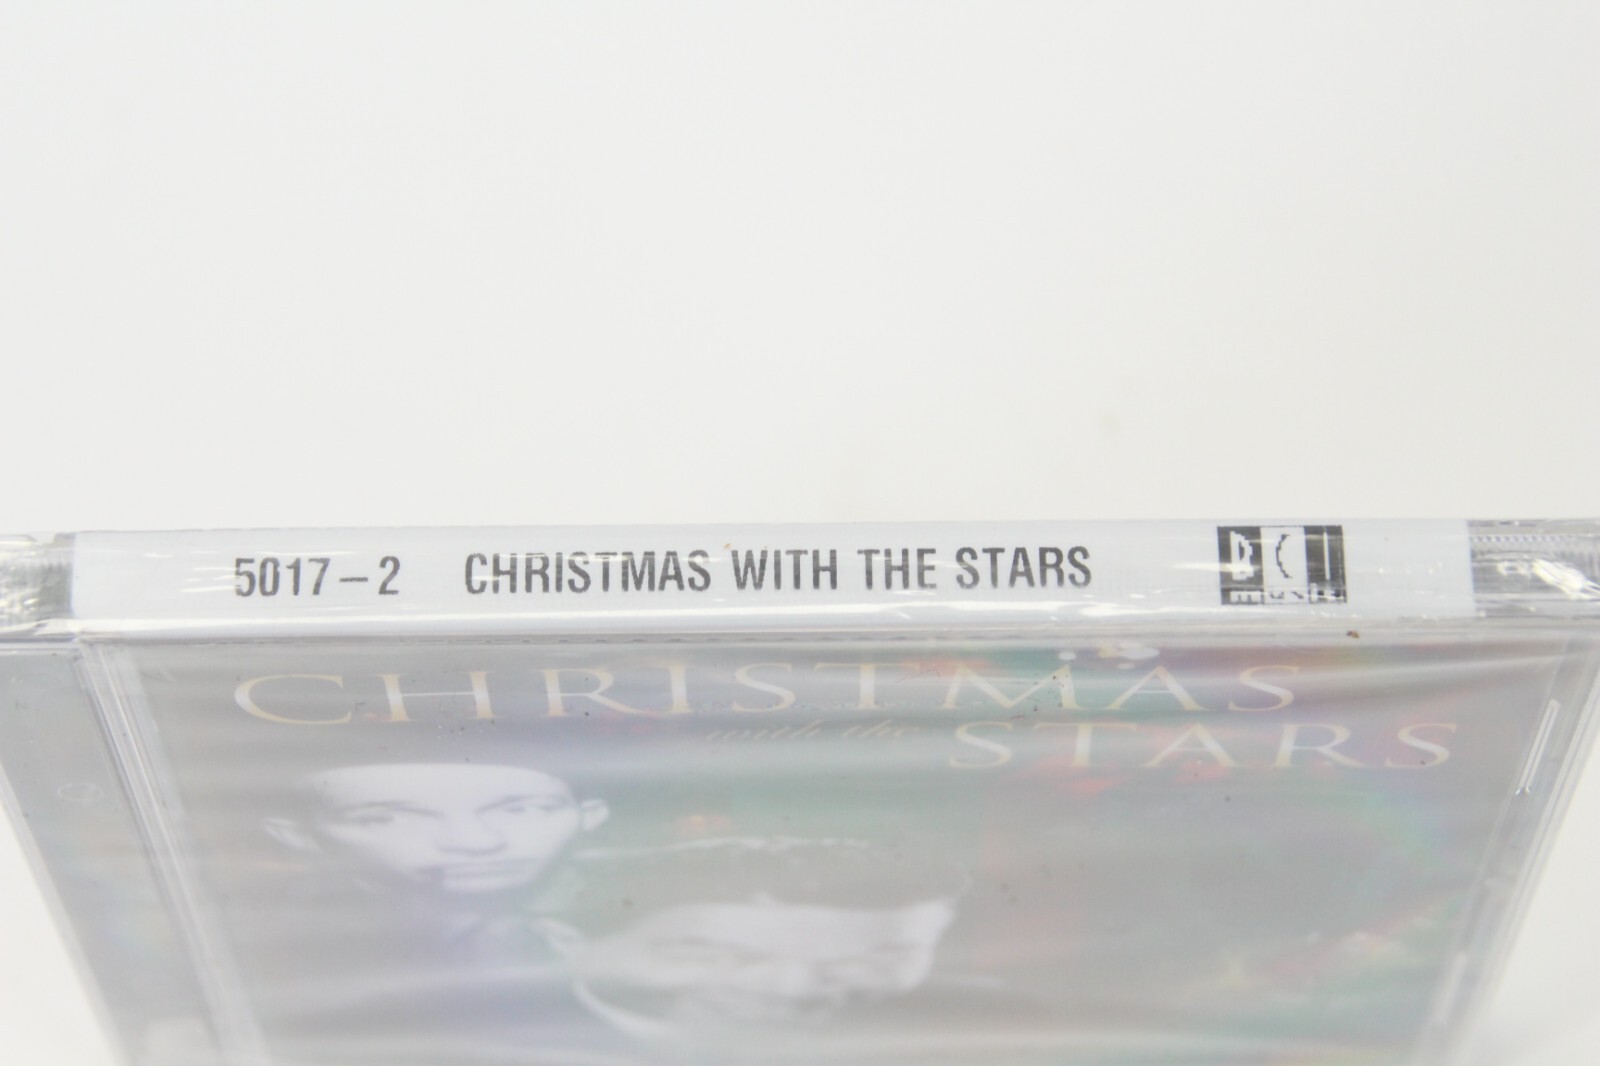 5017–2 CHRISTMAS WITH THE STARS
CHRISTMAS
with the STARS